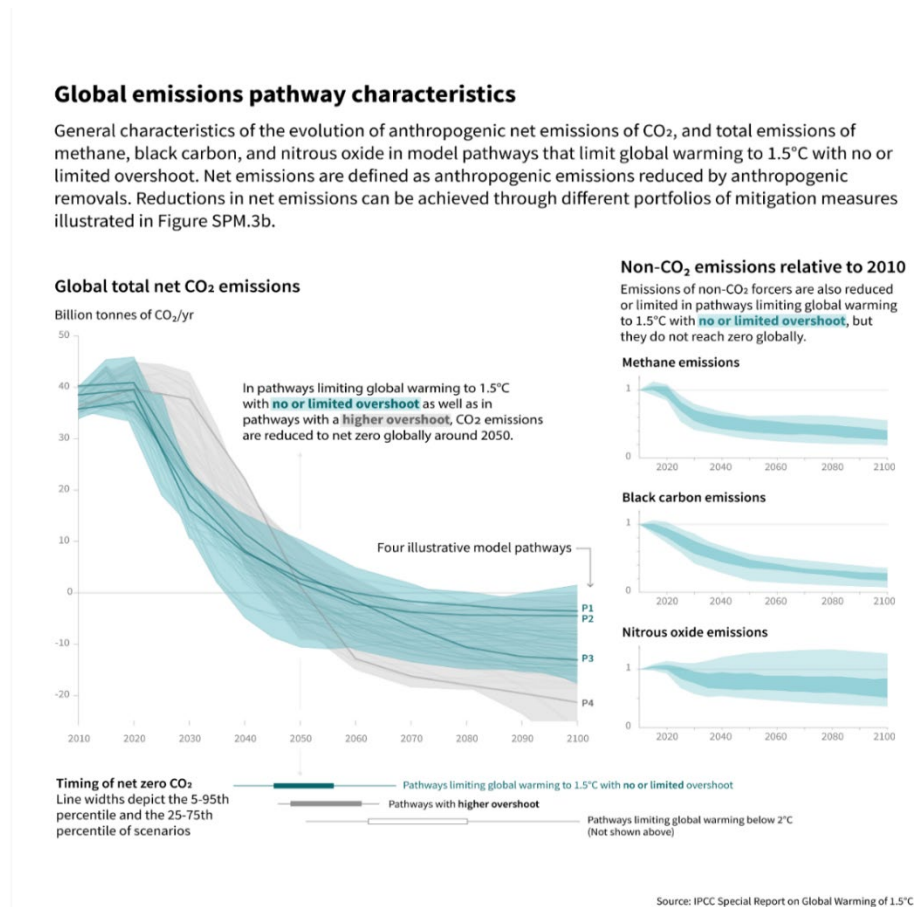 Global emissions pathway characteristics
General characteristics of the evolution of anthropogenic net emissions of CO₂, and total emissions of
methane, black carbon, and nitrous oxide in model pathways that limit global warming to 1.5°C with no or
limited overshoot. Net emissions are defined as anthropogenic emissions reduced by anthropogenic
removals. Reductions in net emissions can be achieved through different portfolios of mitigation measures
illustrated in Figure SPM.3b.
Global total net CO₂ emissions
Billion tonnes of CO₂/yr
50
40
30
20
10
0
-10
-20
2010 2020 2030 2040 2050 2060 2070 2080 2090 2100
In pathways limiting global warming to 1.5°C
with no or limited overshoot as well as in
pathways with a higher overshoot, CO₂ emissions
are reduced to net zero globally around 2050.
Four illustrative model pathways
P1
P2
P3
P4
Non-CO₂ emissions relative to 2010
Emissions of non-CO₂ forcers are also reduced
or limited in pathways limiting global warming
to 1.5°C with no or limited overshoot, but
they do not reach zero globally.
Methane emissions
1
0
2020 2040 2060 2080 2100
Black carbon emissions
1
0
2020 2040 2060 2080 2100
Nitrous oxide emissions
1
0
2020 2040 2060 2080 2100
Timing of net zero CO₂
Line widths depict the 5-95th
percentile and the 25-75th
percentile of scenarios
Pathways limiting global warming to 1.5°C with no or limited overshoot
Pathways with higher overshoot
Pathways limiting global warming below 2°C
(Not shown above)
Source: IPCC Special Report on Global Warming of 1.5°C